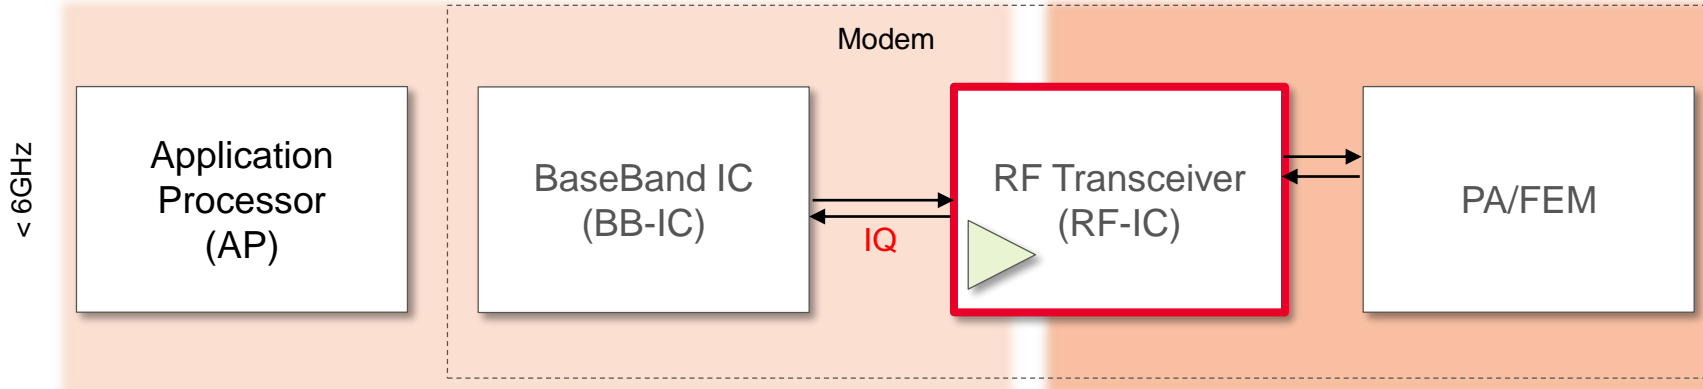 Modem
< 6GHz
Application
Processor
(AP)
BaseBand IC
(BB-IC)
IQ
RF Transceiver
(RF-IC)
PA/FEM